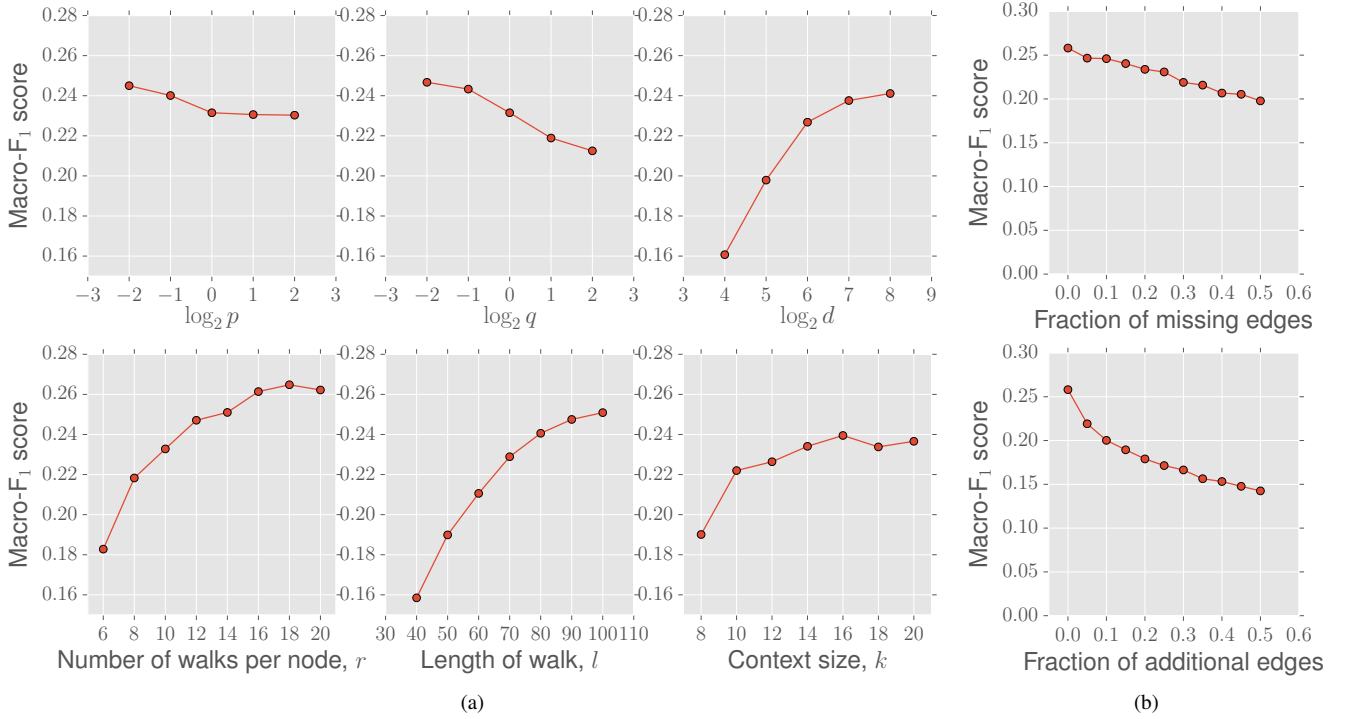 0.28
0.26
0.24
0.22
0.20
0.18
0.16
Macro-F₁ score
−3 −2 −1 0 1 2 3
log₂ p
0.28
0.26
0.24
0.22
0.20
0.18
0.16
−3 −2 −1 0 1 2 3
log₂ q
0.28
0.26
0.24
0.22
0.20
0.18
0.16
3 4 5 6 7 8 9
log₂ d
0.30
0.25
0.20
0.15
0.10
0.05
0.00
Macro-F₁ score
0.0 0.1 0.2 0.3 0.4 0.5 0.6
Fraction of missing edges
0.28
0.26
0.24
0.22
0.20
0.18
0.16
Macro-F₁ score
6 8 10 12 14 16 18 20
Number of walks per node, r
0.28
0.26
0.24
0.22
0.20
0.18
0.16
30 40 50 60 70 80 90 100 110
Length of walk, l
0.28
0.26
0.24
0.22
0.20
0.18
0.16
8 10 12 14 16 18 20
Context size, k
0.30
0.25
0.20
0.15
0.10
0.05
0.00
Macro-F₁ score
0.0 0.1 0.2 0.3 0.4 0.5 0.6
Fraction of additional edges
(a)
(b)